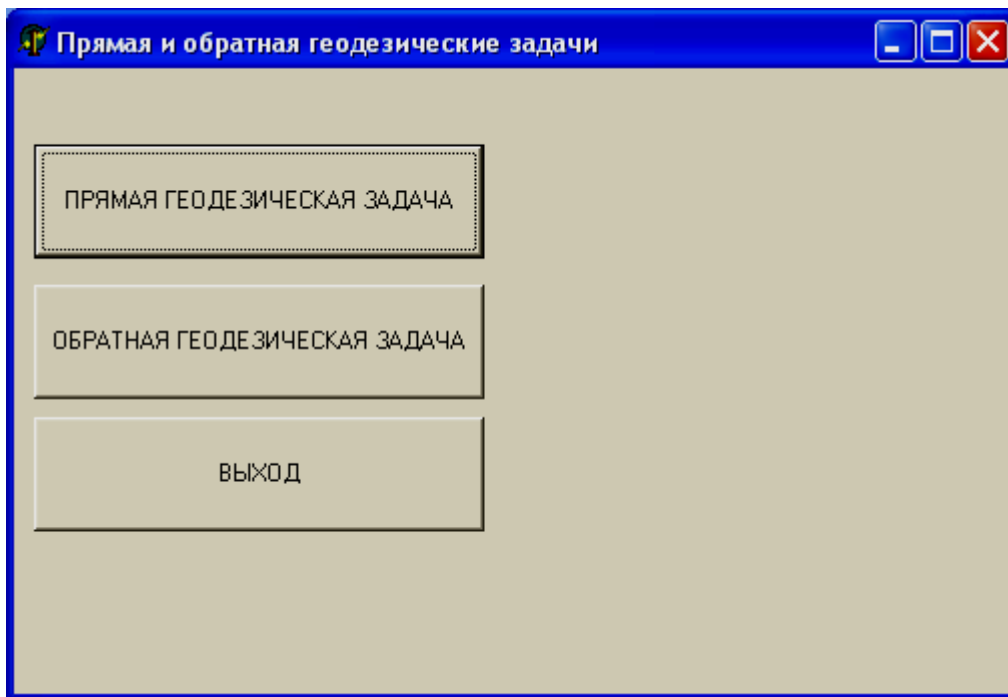 Прямая и обратная геодезические задачи
ПРЯМАЯ ГЕОДЕЗИЧЕСКАЯ ЗАДАЧА
ОБРАТНАЯ ГЕОДЕЗИЧЕСКАЯ ЗАДАЧА
ВЫХОД